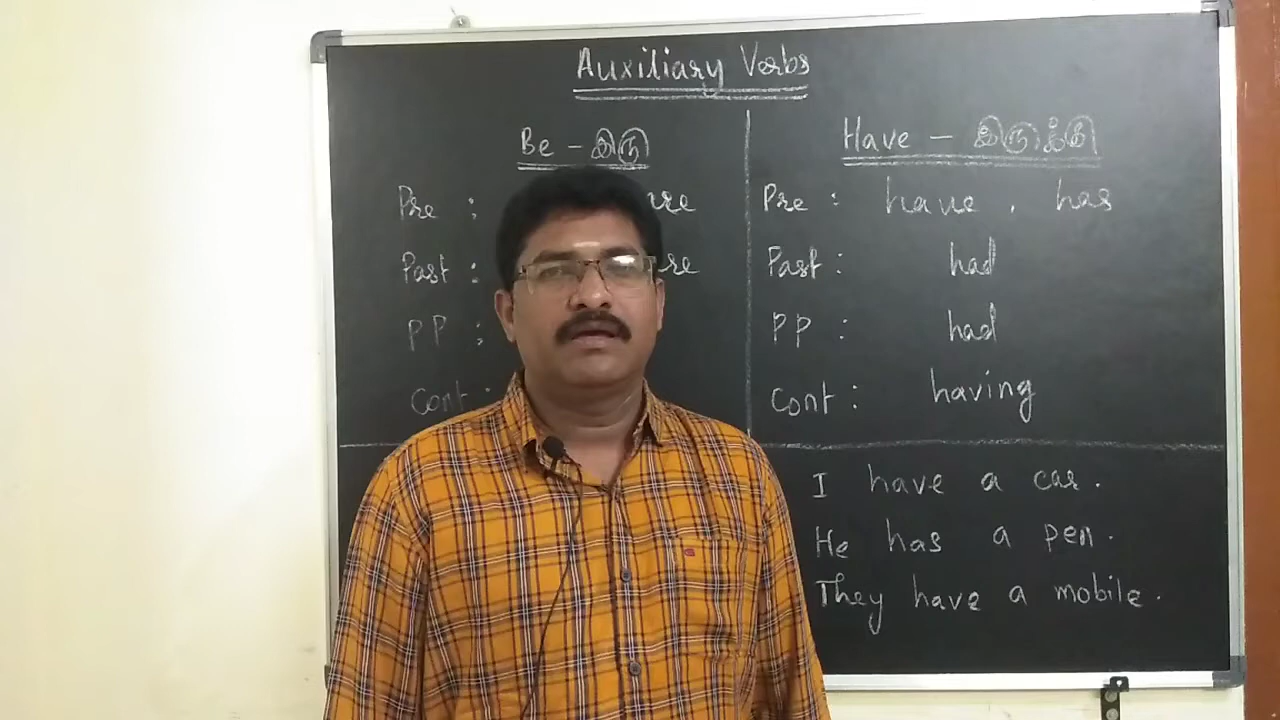 Auxiliary Verbs
Be - இரு
Pre :
Past :
PP :
Cont :
Have - இருக்கு
Pre : have , has
Past : had
PP : had
Cont : having
I have a car.
He has a pen.
They have a mobile.